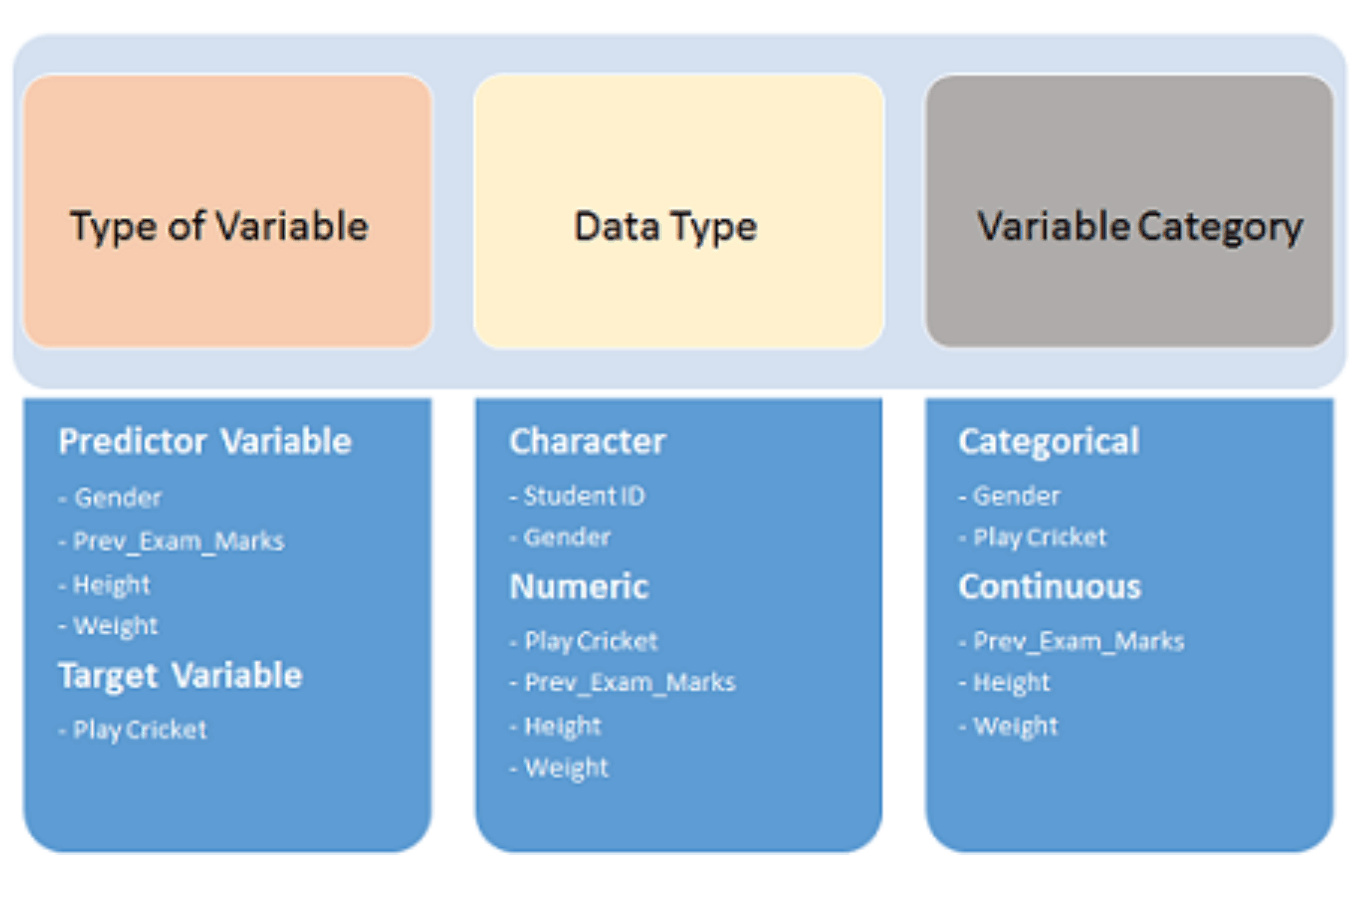 Type of Variable
Data Type
Variable Category
Predictor Variable
- Gender
- Prev_Exam_Marks
- Height
- Weight
Target Variable
- Play Cricket
Character
- Student ID
- Gender
Numeric
- Play Cricket
- Prev_Exam_Marks
- Height
- Weight
Categorical
- Gender
- Play Cricket
Continuous
- Prev_Exam_Marks
- Height
- Weight